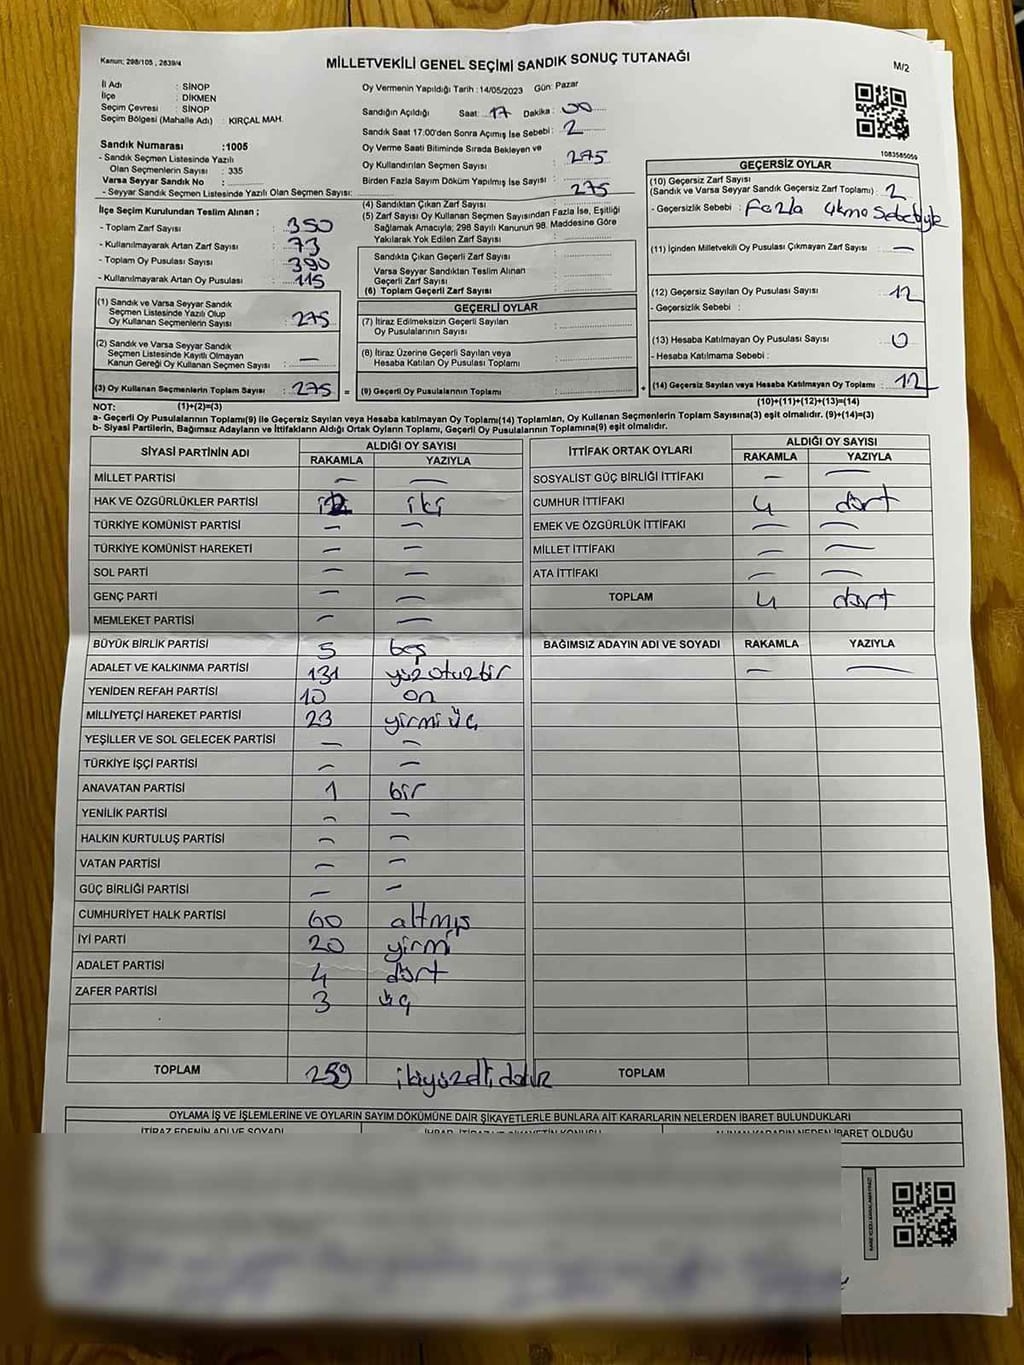 Kanun; 298/105 , 2839/4
MİLLETVEKİLİ GENEL SEÇİMİ SANDIK SONUÇ TUTANAĞI
M/2
İl Adı : SİNOP
İlçe : DİKMEN
Seçim Çevresi : SİNOP
Seçim Bölgesi (Mahalle Adı) : KIRÇAL MAH.
Sandık Numarası :1005
- Sandık Seçmen Listesinde Yazılı
Olan Seçmenlerin Sayısı : 335
Varsa Seyyar Sandık No :
- Seyyar Sandık Seçmen Listesinde Yazılı Olan Seçmen Sayısı:
Oy Vermenin Yapıldığı Tarih : 14/05/2023 Gün: Pazar
Sandığın Açıldığı Saat: 17 Dakika : 00
Sandık Saat 17.00'den Sonra Açımış İse Sebebi : 2
Oy Verme Saati Bitiminde Sırada Bekleyen ve
Oy Kullandırılan Seçmen Sayısı : 275
Birden Fazla Sayım Döküm Yapılmış İse Sayısı :
1083585059
İlçe Seçim Kurulundan Teslim Alınan ;
- Toplam Zarf Sayısı : 350
- Kullanılmayarak Artan Zarf Sayısı : 73
- Toplam Oy Pusulası Sayısı : 390
- Kullanılmayarak Artan Oy Pusulası : 115
(1) Sandık ve Varsa Seyyar Sandık
Seçmen Listesinde Yazılı Olup
Oy Kullanan Seçmenlerin Sayısı : 275
(2) Sandık ve Varsa Seyyar Sandık
Seçmen Listesinde Kayıtlı Olmayan
Kanun Gereği Oy Kullanan Seçmen Sayısı : —
(3) Oy Kullanan Seçmenlerin Toplam Sayısı : 275 =
(1)+(2)=(3)
(4) Sandıktan Çıkan Zarf Sayısı : 275
(5) Zarf Sayısı Oy Kullanan Seçmen Sayısından Fazla İse, Eşitliği
Sağlamak Amacıyla; 298 Sayılı Kanunun 98. Maddesine Göre
Yakılarak Yok Edilen Zarf Sayısı :
Sandıkta Çıkan Geçerli Zarf Sayısı :
Varsa Seyyar Sandıktan Teslim Alınan
Geçerli Zarf Sayısı :
(6) Toplam Geçerli Zarf Sayısı :
GEÇERLİ OYLAR
(7) İtiraz Edilmeksizin Geçerli Sayılan
Oy Pusulalarının Sayısı :
(8) İtiraz Üzerine Geçerli Sayılan veya
Hesaba Katılan Oy Pusulası Toplamı :
(9) Geçerli Oy Pusulalarının Toplamı : +
GEÇERSİZ OYLAR
(10) Geçersiz Zarf Sayısı
(Sandık ve Varsa Seyyar Sandık Geçersiz Zarf Toplamı) : 2
- Geçersizlik Sebebi : Fazla çıkma sebebiyle
(11) İçinden Milletvekili Oy Pusulası Çıkmayan Zarf Sayısı : —
(12) Geçersiz Sayılan Oy Pusulası Sayısı : 12
- Geçersizlik Sebebi :
(13) Hesaba Katılmayan Oy Pusulası Sayısı : 0
- Hesaba Katılmama Sebebi :
(14) Geçersiz Sayılan veya Hesaba Katılmayan Oy Toplamı : 12
(10)+(11)+(12)+(13)=(14)
NOT:
a- Geçerli Oy Pusulalarının Toplamı(9) ile Geçersiz Sayılan veya Hesaba katılmayan Oy Toplamı(14) Toplamları, Oy Kullanan Seçmenlerin Toplam Sayısına(3) eşit olmalıdır. (9)+(14)=(3)
b- Siyasi Partilerin, Bağımsız Adayların ve İttifakların Aldığı Ortak Oyların Toplamı, Geçerli Oy Pusulalarının Toplamına(9) eşit olmalıdır.
SİYASİ PARTİNİN ADI ALDIĞI OY SAYISI
RAKAMLA YAZIYLA
MİLLET PARTİSİ — —
HAK VE ÖZGÜRLÜKLER PARTİSİ 2 iki
TÜRKİYE KOMÜNİST PARTİSİ — —
TÜRKİYE KOMÜNİST HAREKETİ — —
SOL PARTİ — —
GENÇ PARTİ — —
MEMLEKET PARTİSİ — —
BÜYÜK BİRLİK PARTİSİ 5 beş
ADALET VE KALKINMA PARTİSİ 131 yüzotuzbir
YENİDEN REFAH PARTİSİ 10 on
MİLLİYETÇİ HAREKET PARTİSİ 23 yirmi üç
YEŞİLLER VE SOL GELECEK PARTİSİ — —
TÜRKİYE İŞÇİ PARTİSİ — —
ANAVATAN PARTİSİ 1 bir
YENİLİK PARTİSİ — —
HALKIN KURTULUŞ PARTİSİ — —
VATAN PARTİSİ — —
GÜÇ BİRLİĞİ PARTİSİ — —
CUMHURİYET HALK PARTİSİ 60 altmış
İYİ PARTİ 20 yirmi
ADALET PARTİSİ 4 dört
ZAFER PARTİSİ 3 üç
TOPLAM 259 ikiyüzellidokuz
İTTİFAK ORTAK OYLARI ALDIĞI OY SAYISI
RAKAMLA YAZIYLA
SOSYALİST GÜÇ BİRLİĞİ İTTİFAKI — —
CUMHUR İTTİFAKI 4 dört
EMEK VE ÖZGÜRLÜK İTTİFAKI — —
MİLLET İTTİFAKI — —
ATA İTTİFAKI — —
TOPLAM 4 dört
BAĞIMSIZ ADAYIN ADI VE SOYADI RAKAMLA YAZIYLA
— —
TOPLAM
OYLAMA İŞ VE İŞLEMLERİNE VE OYLARIN SAYIM DÖKÜMÜNE DAİR ŞİKAYETLERLE BUNLARA AİT KARARLARIN NELERDEN İBARET BULUNDUKLARI
İTİRAZ EDENİN ADI VE SOYADI İHBAR, İTİRAZ VE ŞİKAYETİN KONUSU ALINAN KARARIN NEDEN İBARET OLDUĞU